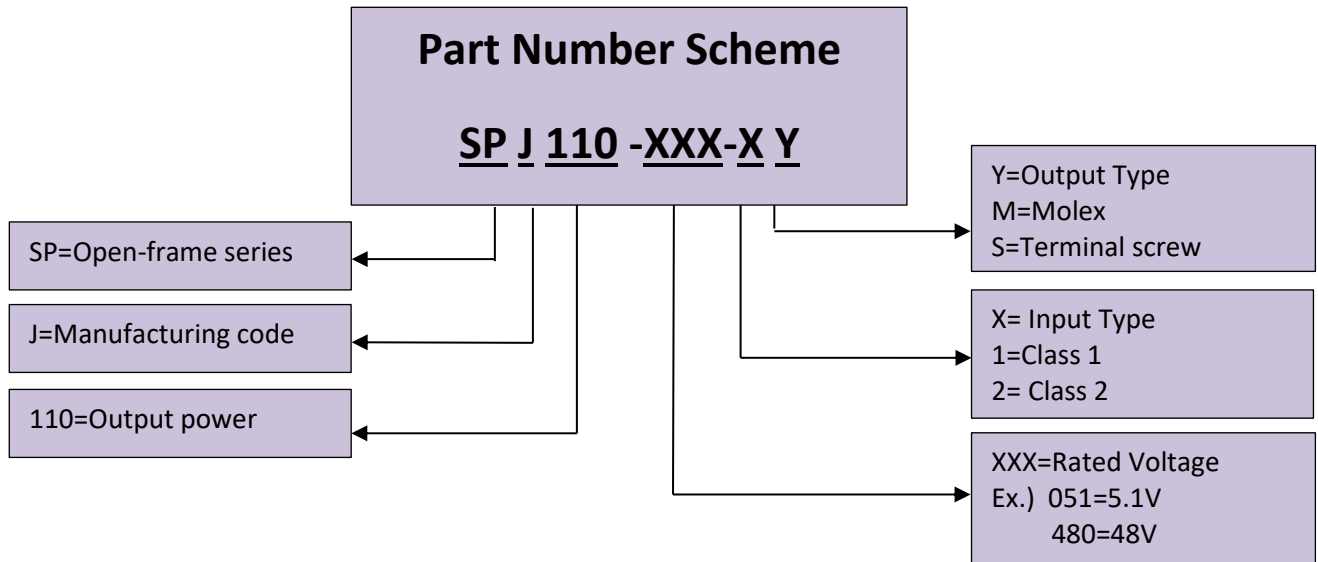 Part Number Scheme
SP J 110 -XXX-X Y
SP=Open-frame series
J=Manufacturing code
110=Output power
Y=Output Type
M=Molex
S=Terminal screw
X= Input Type
1=Class 1
2= Class 2
XXX=Rated Voltage
Ex.) 051=5.1V
480=48V